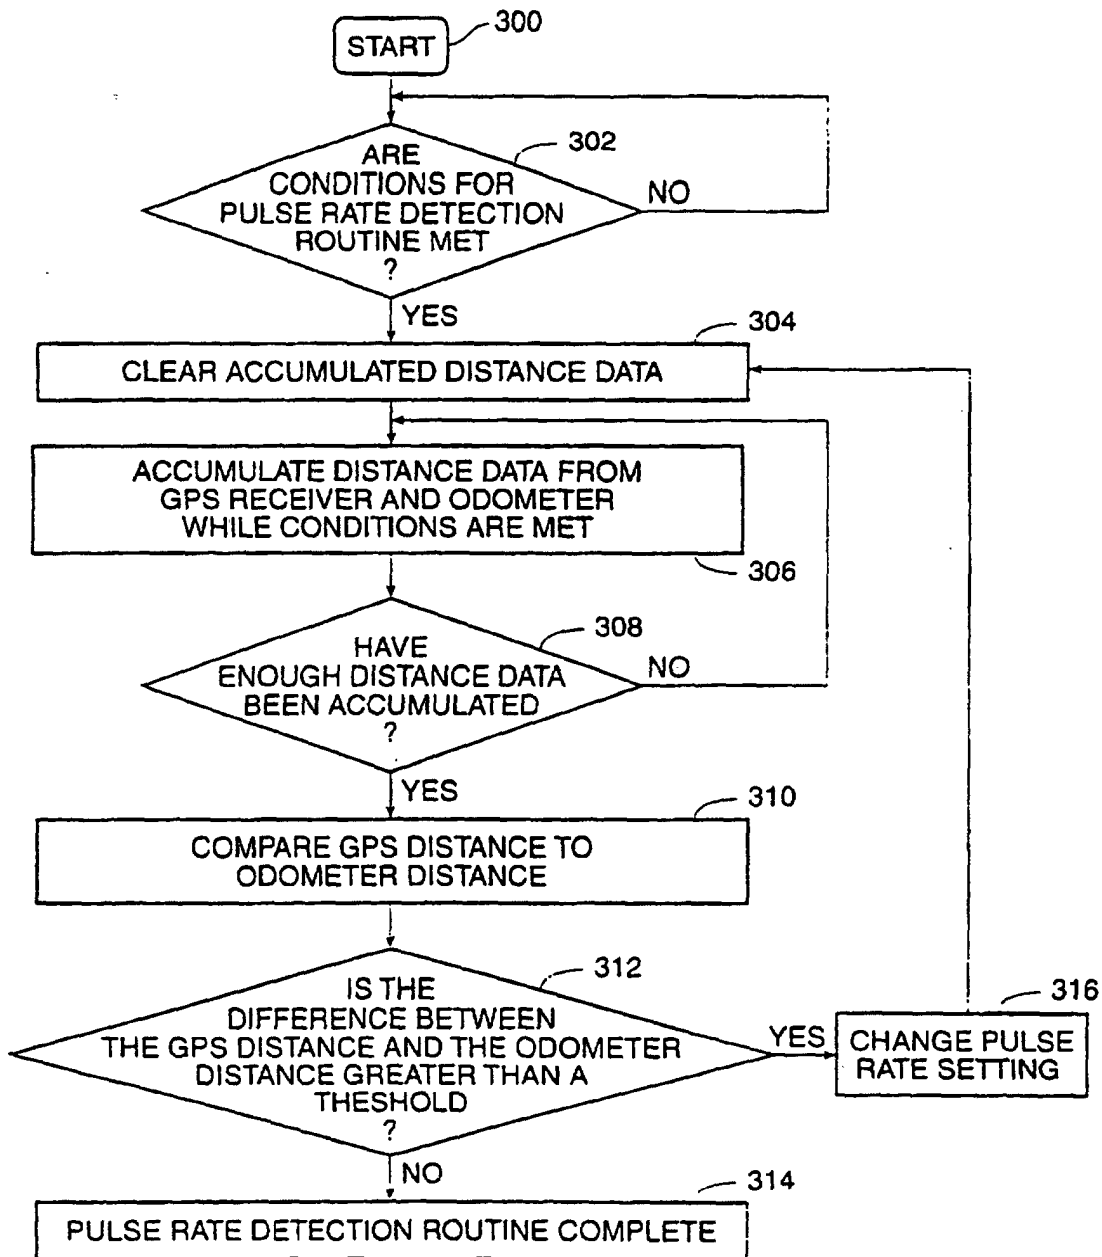 START
300
ARE
CONDITIONS FOR
PULSE RATE DETECTION
ROUTINE MET
?
302
NO
YES
304
CLEAR ACCUMULATED DISTANCE DATA
ACCUMULATE DISTANCE DATA FROM
GPS RECEIVER AND ODOMETER
WHILE CONDITIONS ARE MET
306
HAVE
ENOUGH DISTANCE DATA
BEEN ACCUMULATED
?
308
NO
YES
310
COMPARE GPS DISTANCE TO
ODOMETER DISTANCE
312
IS THE
DIFFERENCE BETWEEN
THE GPS DISTANCE AND THE ODOMETER
DISTANCE GREATER THAN A
THESHOLD
?
YES
316
CHANGE PULSE
RATE SETTING
NO
314
PULSE RATE DETECTION ROUTINE COMPLETE